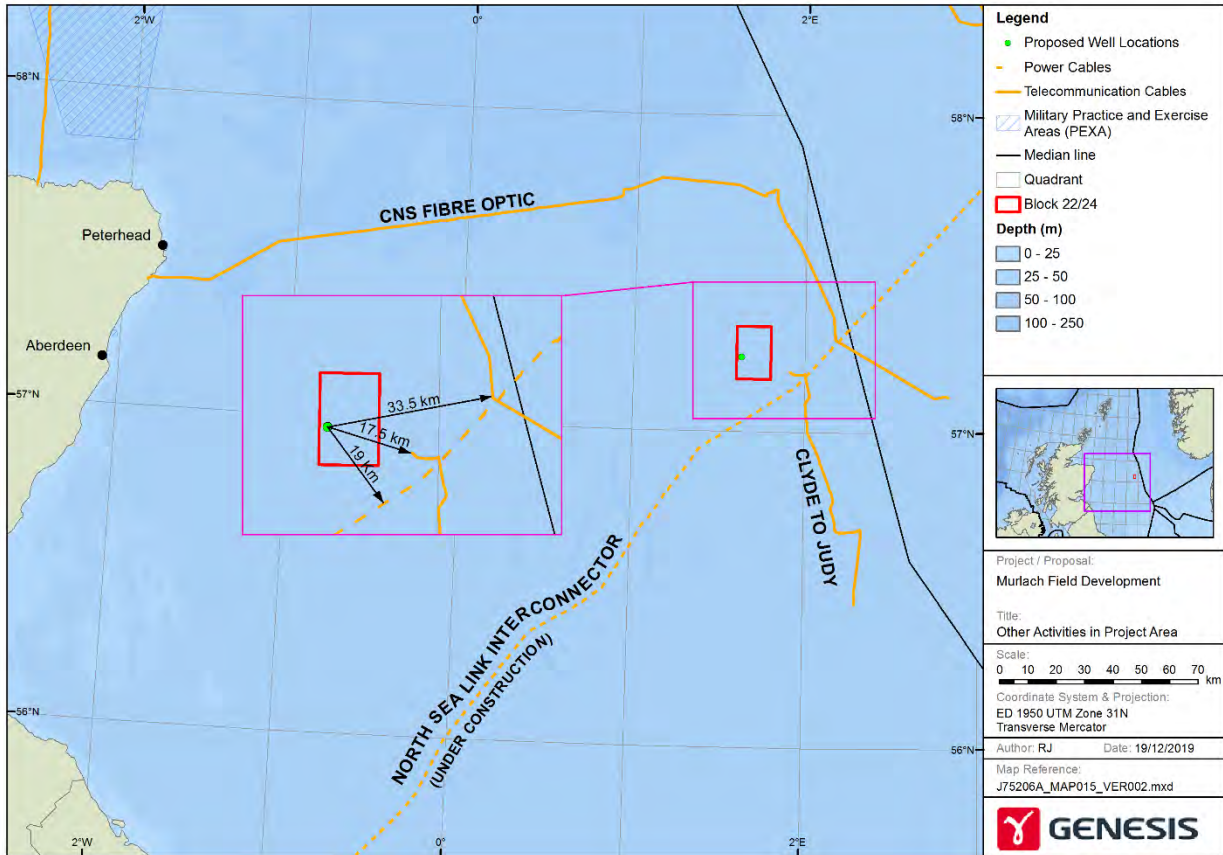 2°W
0°
2°E
58°N
58°N
CNS FIBRE OPTIC
Peterhead
Aberdeen
57°N
57°N
33.5 km
17.5 km
19 Km
CLYDE TO JUDY
NORTH SEA LINK INTERCONNECTOR
(UNDER CONSTRUCTION)
56°N
56°N
2°W
0°
2°E
Legend
Proposed Well Locations
Power Cables
Telecommunication Cables
Military Practice and Exercise
Areas (PEXA)
Median line
Quadrant
Block 22/24
Depth (m)
0 - 25
25 - 50
50 - 100
100 - 250
Project / Proposal:
Murlach Field Development
Title:
Other Activities in Project Area
Scale:
0 10 20 30 40 50 60 70
km
Coordinate System & Projection:
ED 1950 UTM Zone 31N
Transverse Mercator
Author: RJ Date: 19/12/2019
Map Reference:
J75206A_MAP015_VER002.mxd
GENESIS